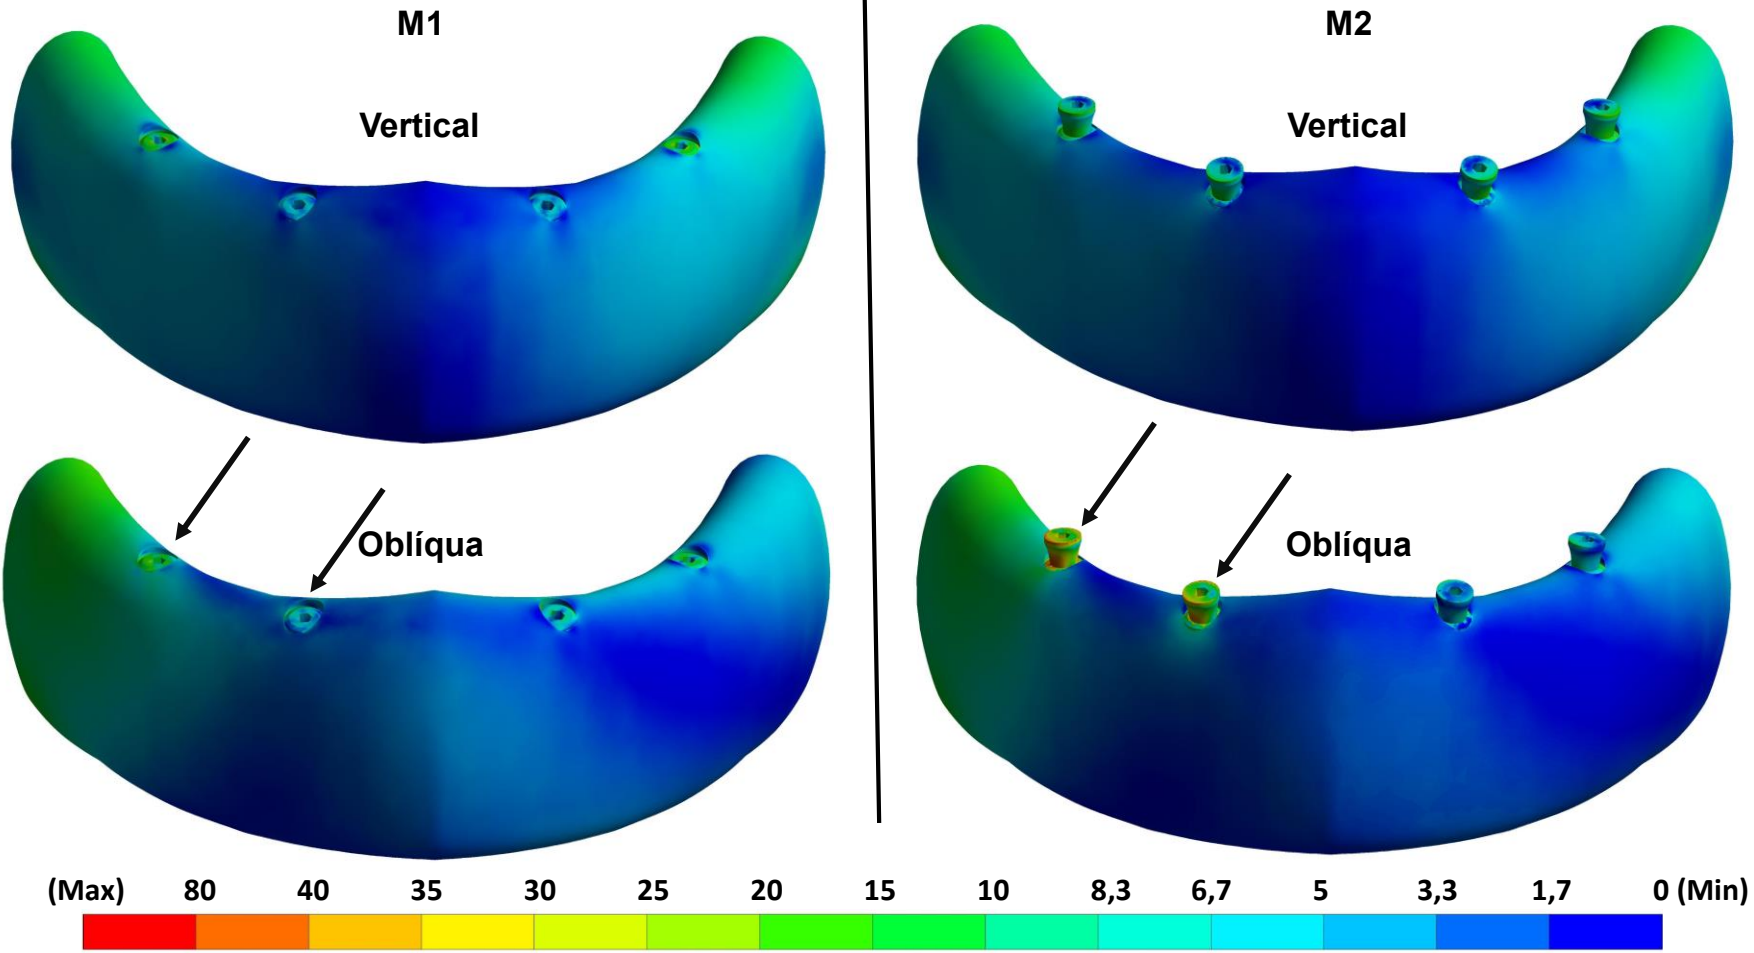 M1
M2
Vertical
Vertical
Oblíqua
Oblíqua
(Max) 80 40 35 30 25 20 15 10 8,3 6,7 5 3,3 1,7 0 (Min)